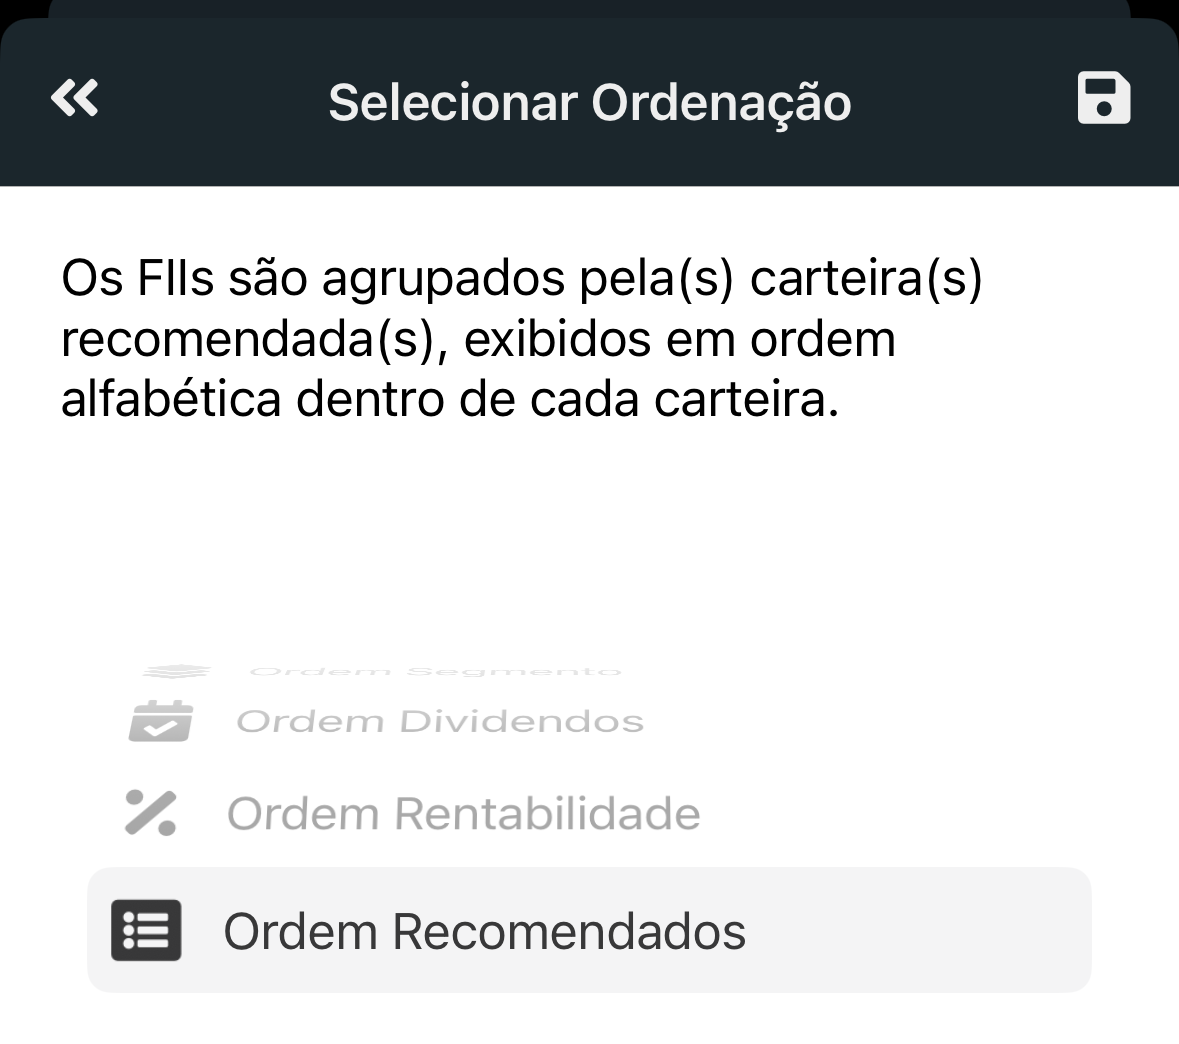 Selecionar Ordenação
Os FIIs são agrupados pela(s) carteira(s)
recomendada(s), exibidos em ordem
alfabética dentro de cada carteira.
Ordem Segmento
Ordem Dividendos
Ordem Rentabilidade
Ordem Recomendados